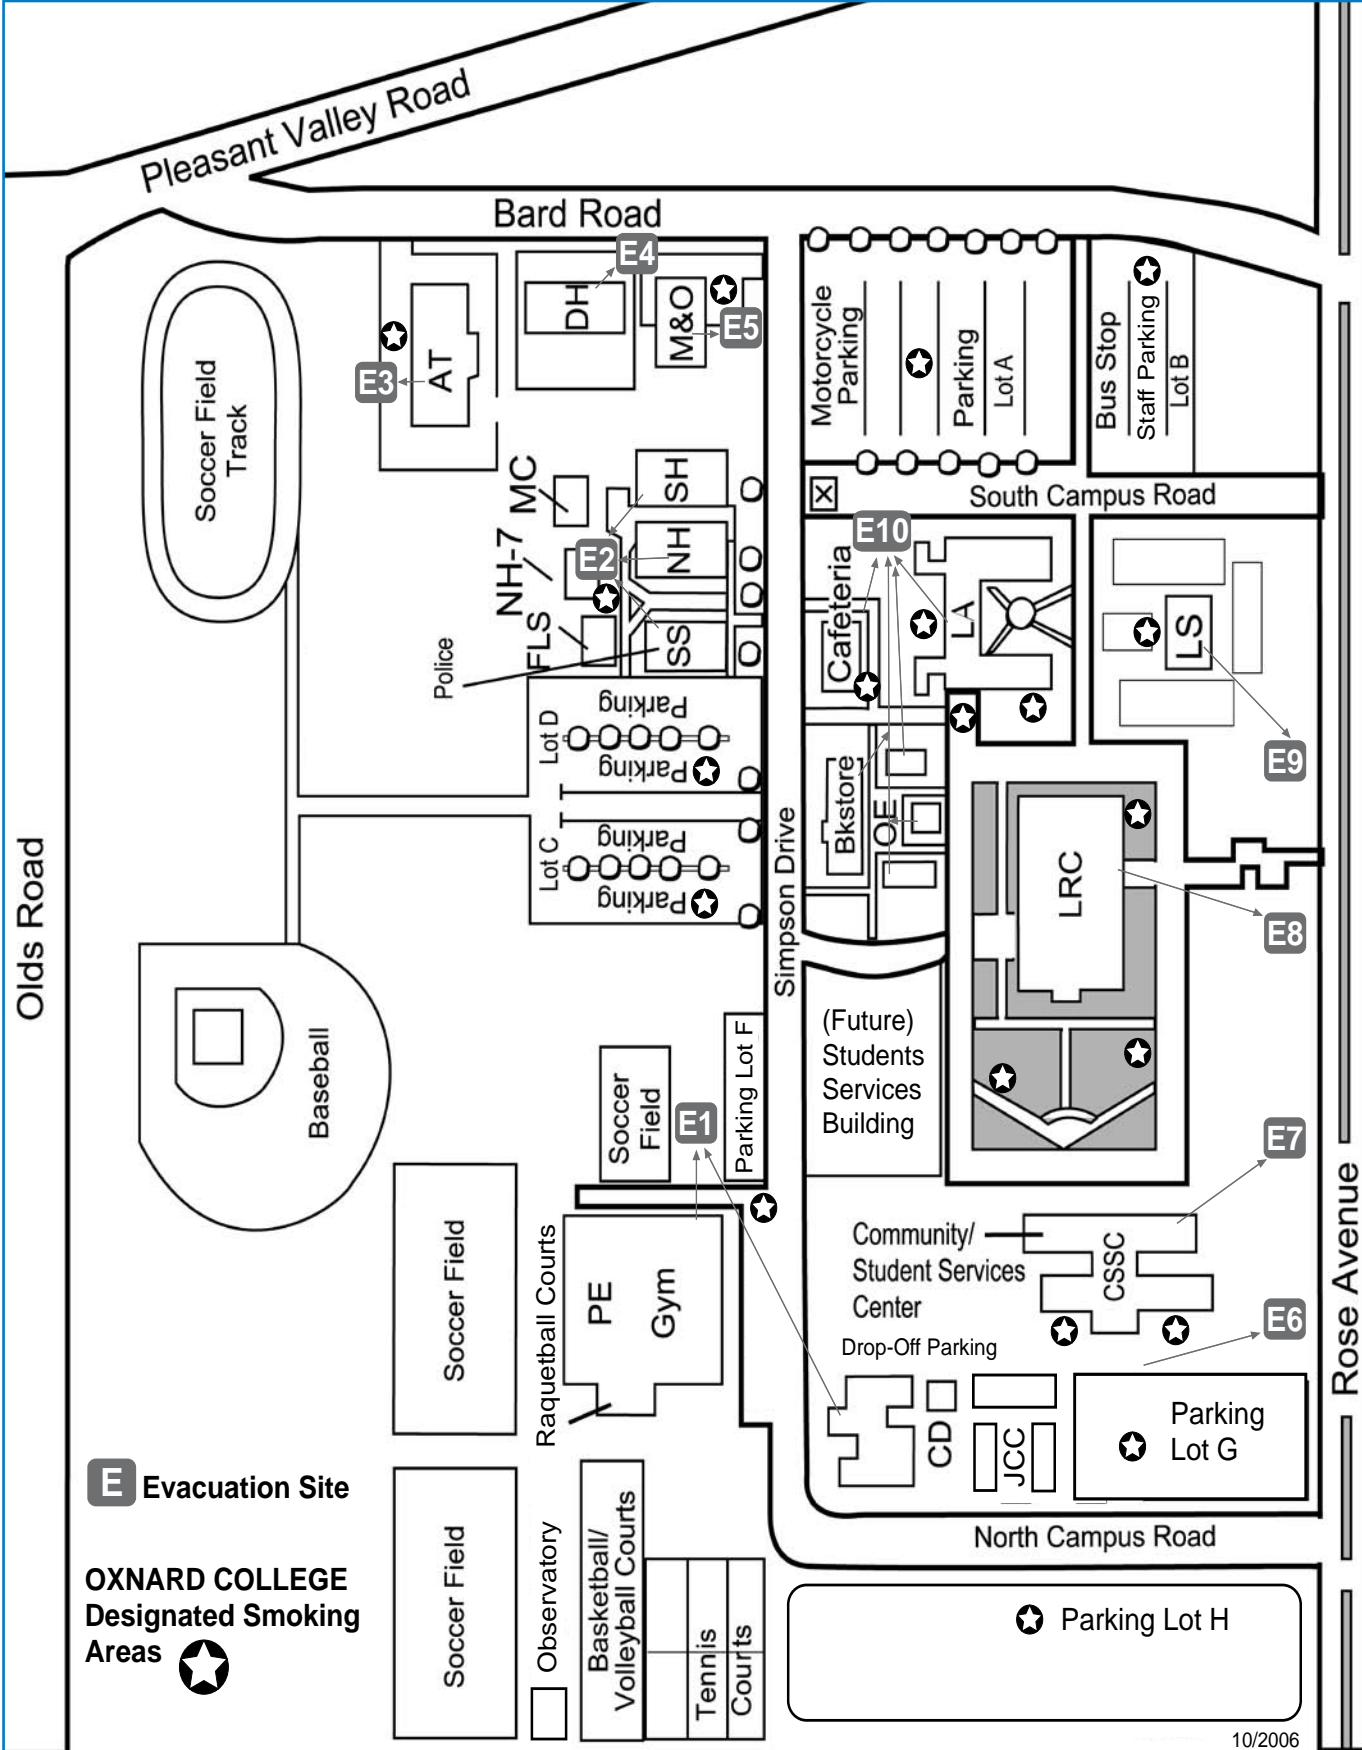 Pleasant Valley Road
Bard Road
E4
DH
M&O
E5
E3
AT
Soccer Field
Track
Motorcycle
Parking
Parking
Lot A
Bus Stop
Staff Parking
Lot B
MC
SH
South Campus Road
NH-7
E2
NH
E10
Cafeteria
LA
LS
FLS
SS
Police
Parking
Lot D
Parking
E9
Parking
Lot C
Parking
Bkstore
OE
LRC
E8
Olds Road
Simpson Drive
Baseball
Soccer
Field
E1
Parking Lot F
(Future)
Students
Services
Building
E7
Rose Avenue
Community/
Student Services
Center
CSSC
E6
Drop-Off Parking
Soccer Field
Raquetball Courts
PE
Gym
CD
JCC
Parking
Lot G
E Evacuation Site
North Campus Road
OXNARD COLLEGE
Designated Smoking
Areas
Soccer Field
Observatory
Basketball/
Volleyball Courts
Tennis
Courts
Parking Lot H
10/2006